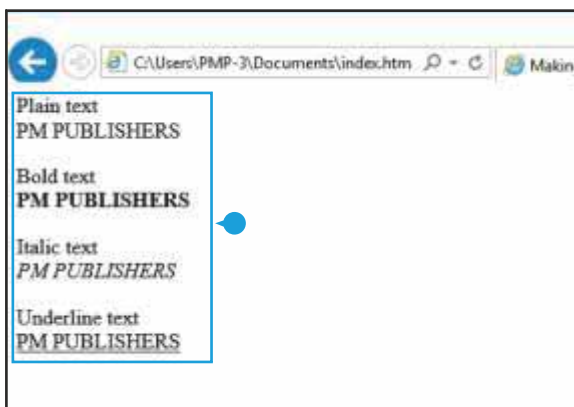 C:\Users\PMP-3\Documents\index.htm
Makin
Plain text
PM PUBLISHERS
Bold text
PM PUBLISHERS
Italic text
PM PUBLISHERS
Underline text
PM PUBLISHERS